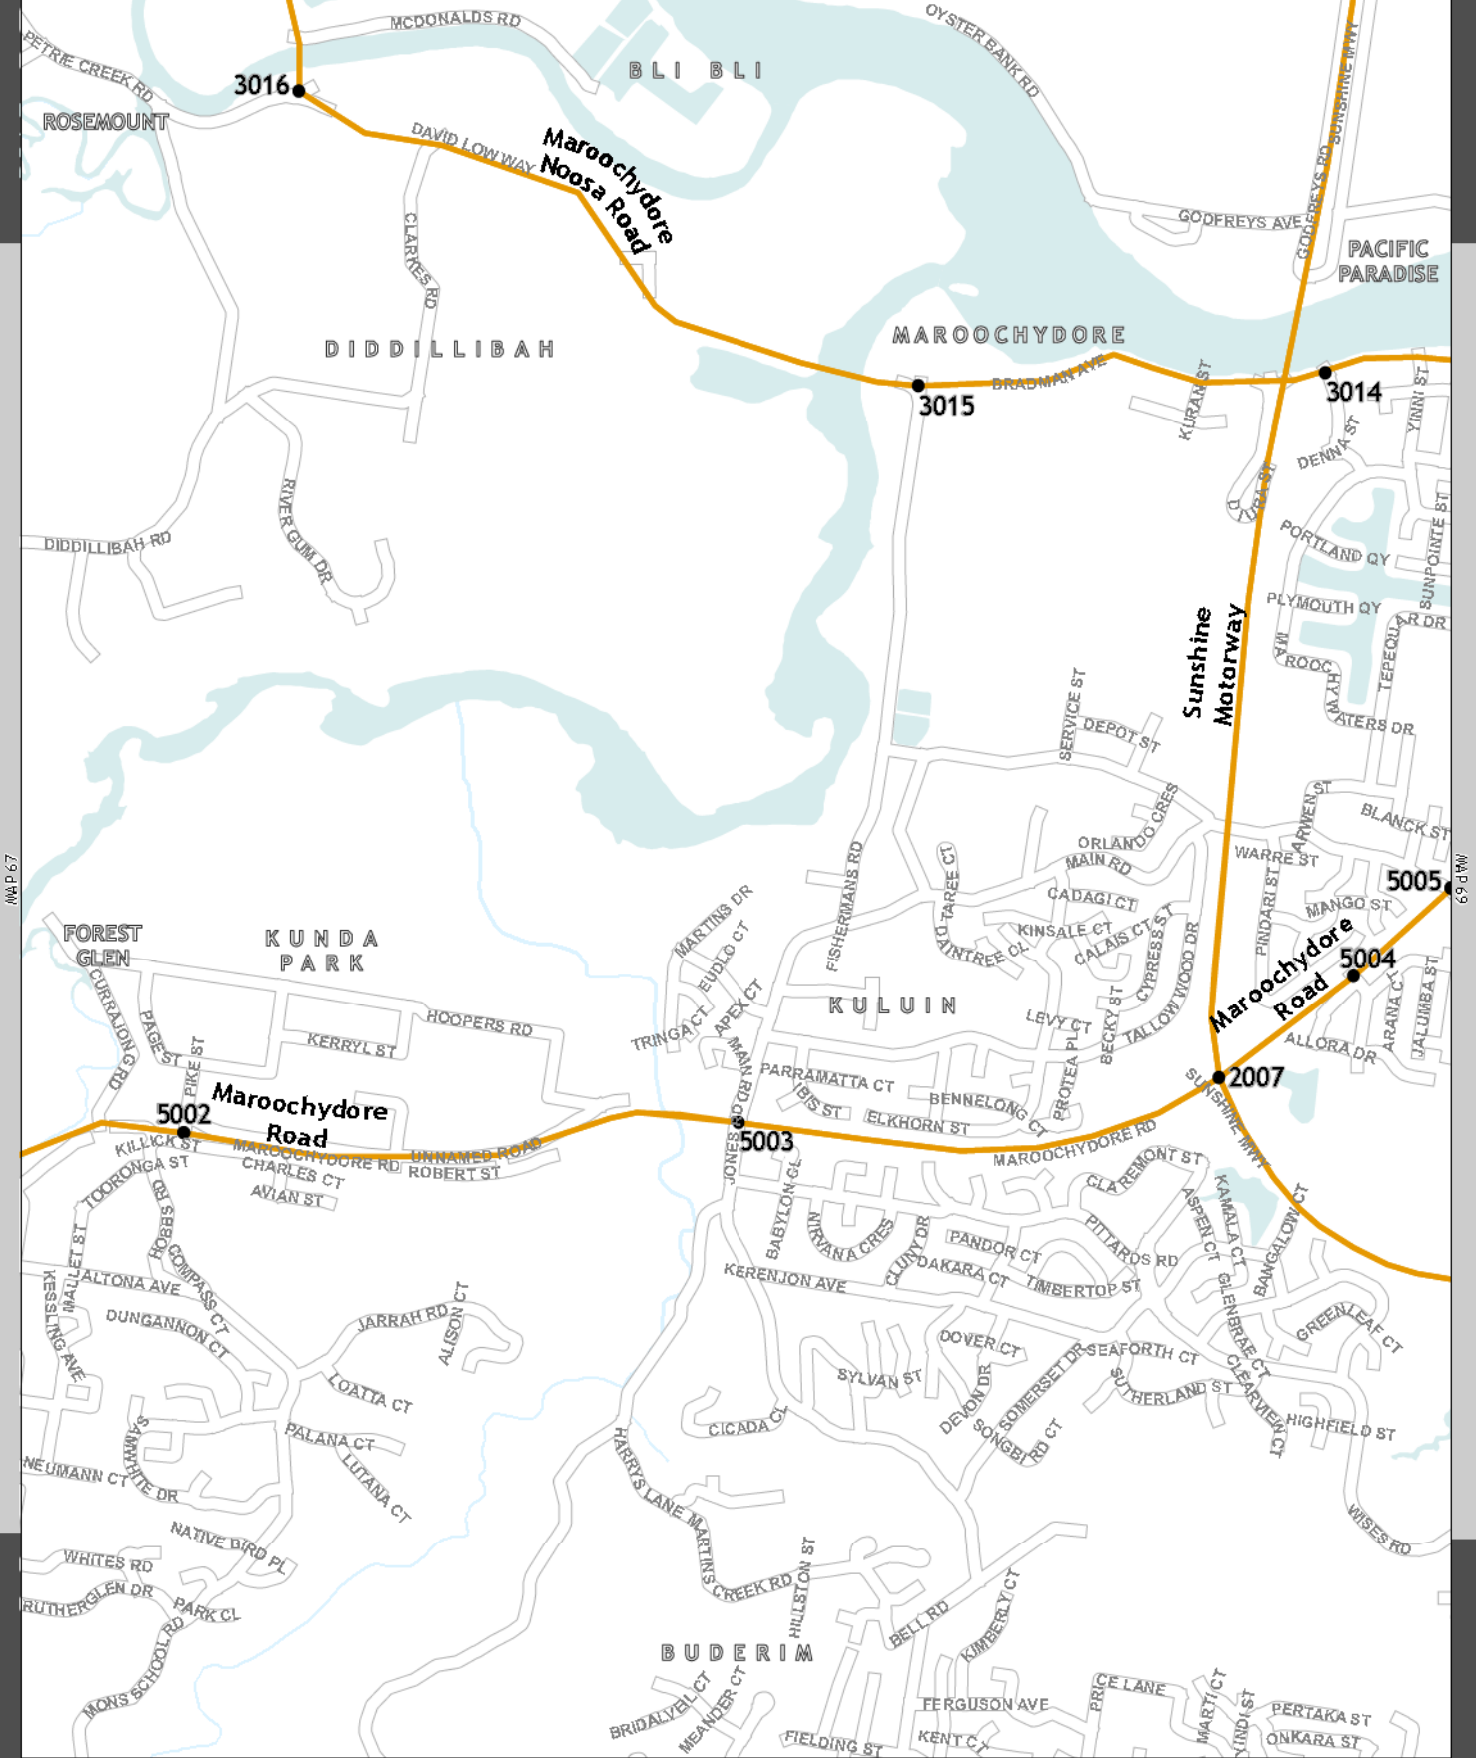 MCDONALDS RD
OYSTER BANK RD
PETRIE CREEK RD
BLI BLI
SUNSHINE MWY
3016
ROSEMOUNT
DAVID LOW WAY
Maroochydore
Noosa Road
GODFREYS RD
GODFREYS AVE
CLARKES RD
PACIFIC
PARADISE
MAROOCHYDORE
DIDDILLIBAH
BRADMAN AVE
KURAN ST
3015
3014
YINNI ST
DENNA ST
RIVER GUM DR
DIDDILLIBAH RD
PORTLAND QY
SUNPOINTE ST
PLYMOUTH QY
Sunshine
Motorway
TEPEQUAR DR
MAROOCHY WATERS DR
SERVICE ST
DEPOT ST
ARWEN ST
BLANCK ST
ORLANDO CRES
MAIN RD
WARRE ST
MAP 67
MAP 69
5005
FISHERMANS RD
TAREE CT
CADAGI CT
PINDARI ST
MANGO ST
MARTINS DR
EUDLO CT
DAINTREE CL
KINSALE CT
CALAIS CT
CYPRESS ST
TALLOW WOOD DR
Maroochydore
Road
5004
FOREST
GLEN
KUNDA
PARK
CURRAJONG RD
PAGE ST
HOOPERS RD
KERRYL ST
PIKE ST
TRINGA CT
APEX CT
KULUIN
LEVY CT
BECKY ST
ARANA CT
JALUMBA ST
ALLORA DR
MAIN RD
PARRAMATTA CT
IBIS ST
ELKHORN ST
BENNELONG CT
PROTEA PL
2007
SUNSHINE MWY
Maroochydore
Road
5002
5003
KILLICK ST
MAROOCHYDORE RD
UNNAMED ROAD
MAROOCHYDORE RD
TOORONGA ST
CHARLES CT
ROBERT ST
AVIAN ST
BABYLON CL
CLAREMONT ST
HOBBS RD
COMPASS CT
MALLET ST
NIRVANA CRES
CLUNY DR
PANDOR CT
PITTAROS RD
ASPEN CT
KAMALA CT
BANGALOW CT
KESSLING AVE
ALTONA AVE
KERENJON AVE
DAKARA CT
TIMBERTOP ST
GLENBRAE CT
DUNGANNON CT
JARRAH RD
ALISON CT
DOVER CT
SEAFORTH CT
GREENLEAF CT
LOATTA CT
SYLVAN ST
DEVON DR
SOMERSET DR
SUTHERLAND ST
CLEARVIEW CT
HIGHFIELD ST
CICADA CL
SONGBIRD CT
PALANA CT
LUTANA CT
SAMWHITE DR
NEUMANN CT
HARRYS LANE
MARTINS CREEK RD
WISES RD
NATIVE BIRD PL
WHITES RD
RUTHERGLEN DR
PARK CL
HILLSTON ST
BELL RD
KIMBERLY CT
MONS SCHOOL RD
BUDERIM
BRIDALVEIL CT
MEANDER CT
FERGUSON AVE
PRICE LANE
MARTI CT
PERTAKA ST
FIELDING ST
KENT CT
ONKARA ST